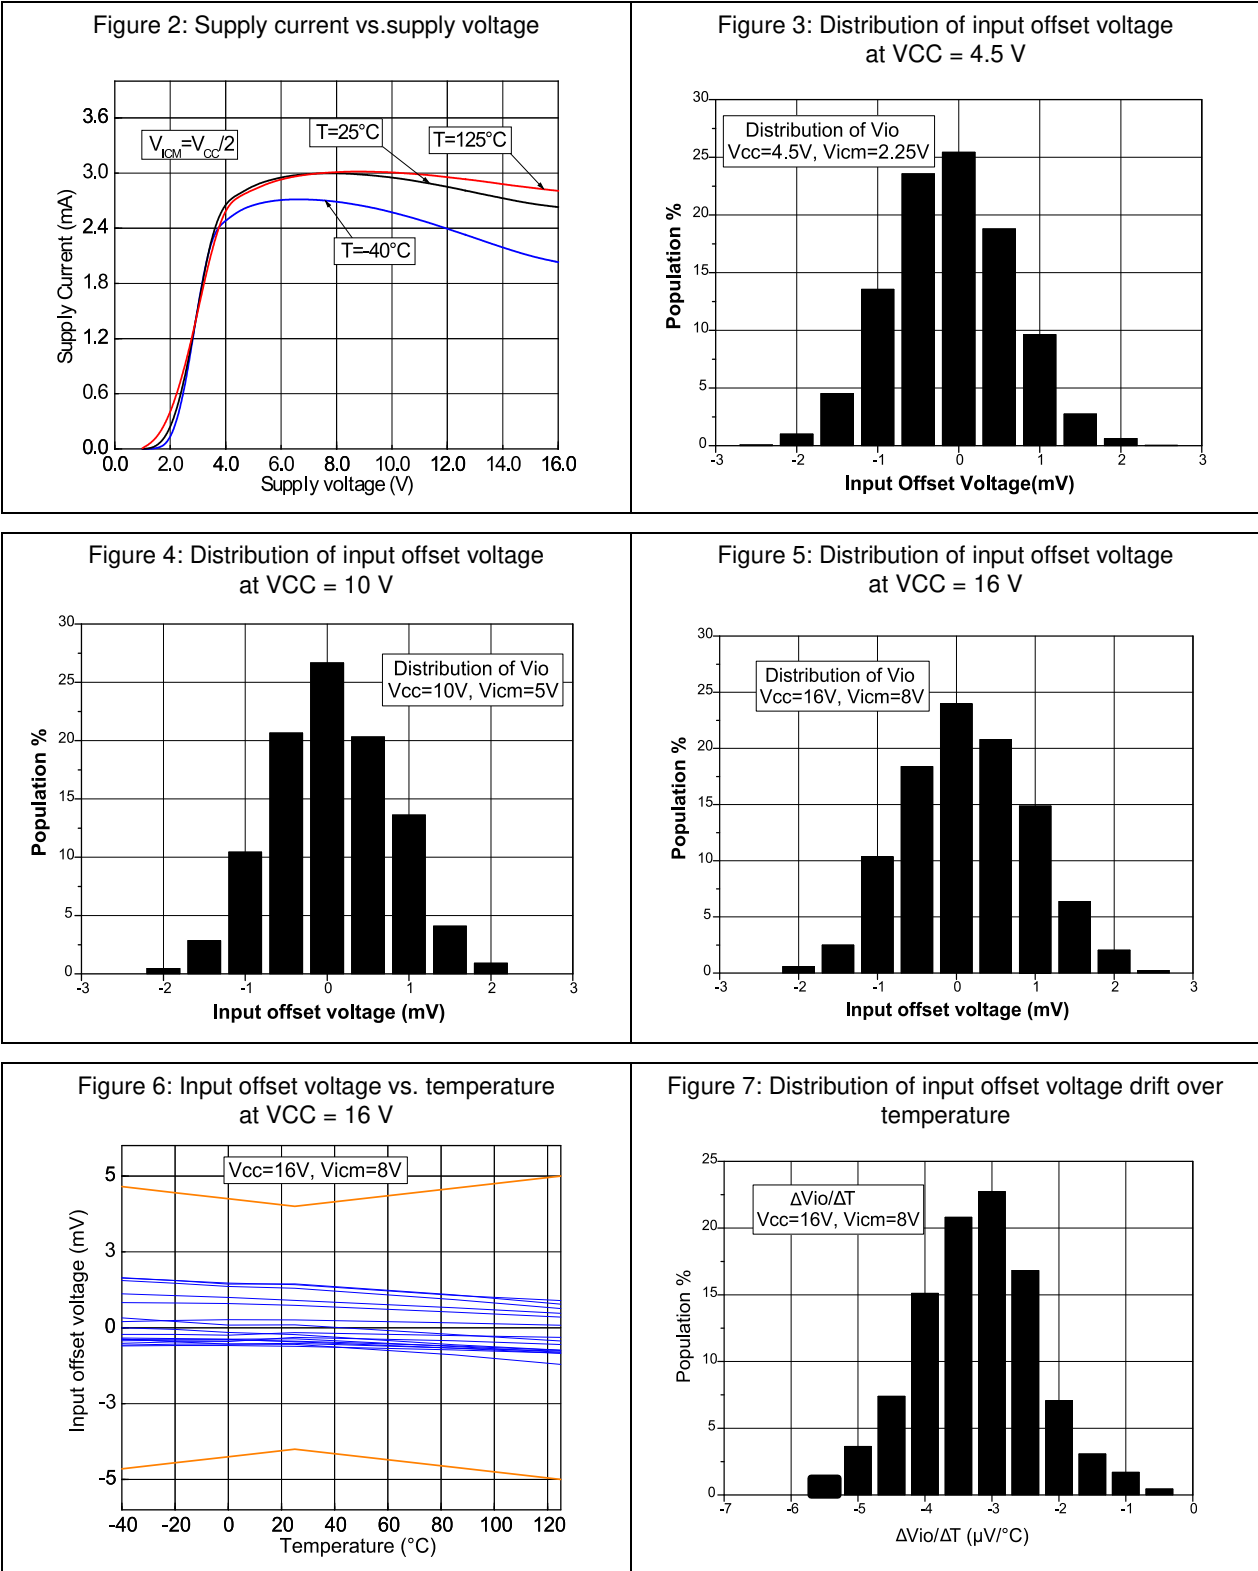 Figure 2: Supply current vs.supply voltage
3.6
3.0
2.4
1.8
1.2
0.6
0.0
Supply Current (mA)
VICM=VCC/2
T=25°C
T=125°C
T=-40°C
0.0 2.0 4.0 6.0 8.0 10.0 12.0 14.0 16.0
Supply voltage (V)
Figure 3: Distribution of input offset voltage
at VCC = 4.5 V
30
25
20
15
10
5
0
Population %
Distribution of Vio
Vcc=4.5V, Vicm=2.25V
-3 -2 -1 0 1 2 3
Input Offset Voltage(mV)
Figure 4: Distribution of input offset voltage
at VCC = 10 V
30
25
20
15
10
5
0
Population %
Distribution of Vio
Vcc=10V, Vicm=5V
-3 -2 -1 0 1 2 3
Input offset voltage (mV)
Figure 5: Distribution of input offset voltage
at VCC = 16 V
30
25
20
15
10
5
0
Population %
Distribution of Vio
Vcc=16V, Vicm=8V
-3 -2 -1 0 1 2 3
Input offset voltage (mV)
Figure 6: Input offset voltage vs. temperature
at VCC = 16 V
5
3
0
-3
-5
Input offset voltage (mV)
Vcc=16V, Vicm=8V
-40 -20 0 20 40 60 80 100 120
Temperature (°C)
Figure 7: Distribution of input offset voltage drift over
temperature
25
20
15
10
5
0
Population %
ΔVio/ΔT
Vcc=16V, Vicm=8V
-7 -6 -5 -4 -3 -2 -1 0
ΔVio/ΔT (µV/°C)